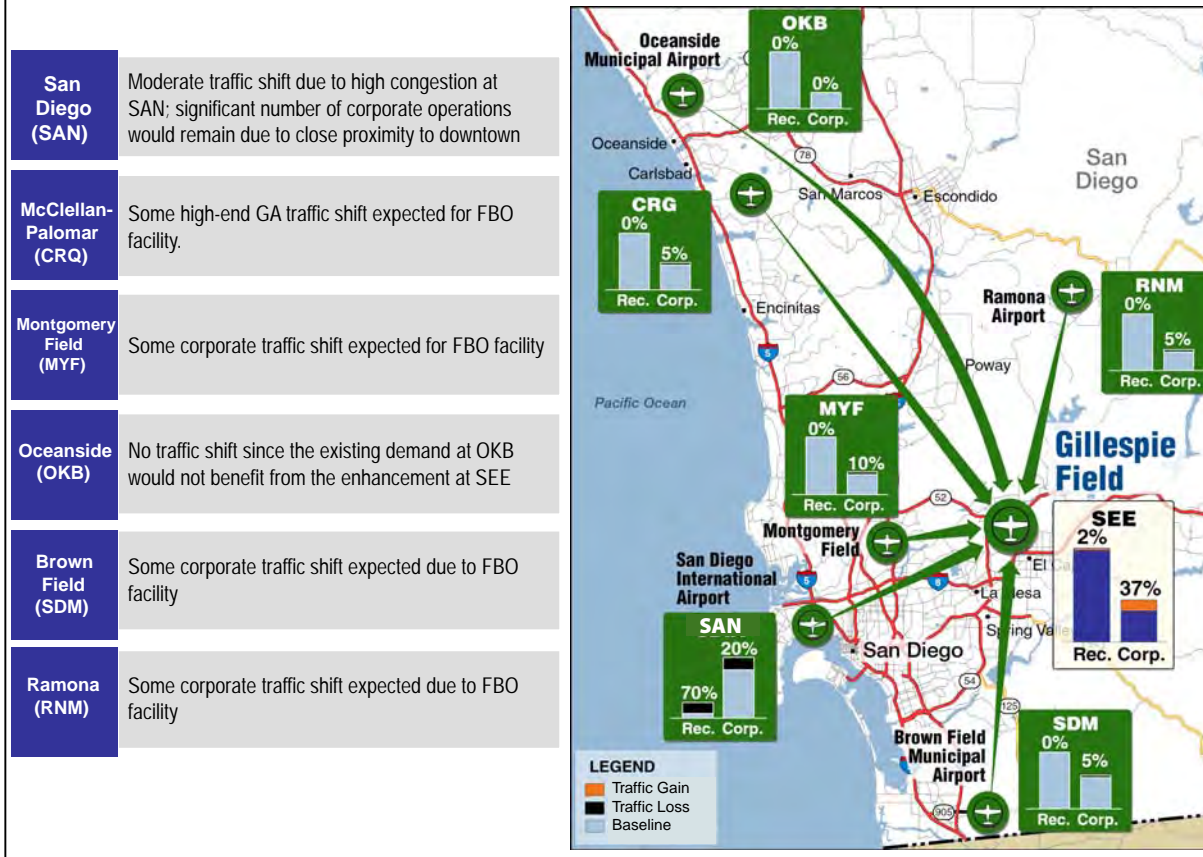 San
Diego
(SAN)
Moderate traffic shift due to high congestion at
SAN; significant number of corporate operations
would remain due to close proximity to downtown
McClellan-
Palomar
(CRQ)
Some high-end GA traffic shift expected for FBO
facility.
Montgomery
Field
(MYF)
Some corporate traffic shift expected for FBO facility
Oceanside
(OKB)
No traffic shift since the existing demand at OKB
would not benefit from the enhancement at SEE
Brown
Field
(SDM)
Some corporate traffic shift expected due to FBO
facility
Ramona
(RNM)
Some corporate traffic shift expected due to FBO
facility
Oceanside
Municipal Airport
OKB
0%
0%
Rec. Corp.
Oceanside
Carlsbad
78
San Marcos
Escondido
San
Diego
CRG
0%
5%
Rec. Corp.
Encinitas
Ramona
Airport
RNM
0%
5%
Rec. Corp.
5
56
Poway
Pacific Ocean
MYF
0%
10%
Rec. Corp.
Gillespie
Field
52
Montgomery
Field
SEE
2%
37%
Rec. Corp.
El
San Diego
International
Airport
5
8
La Mesa
Spring Valle
SAN
20%
70%
Rec. Corp.
San Diego
54
125
Brown Field
Municipal
Airport
SDM
0%
5%
Rec. Corp.
905
LEGEND
Traffic Gain
Traffic Loss
Baseline